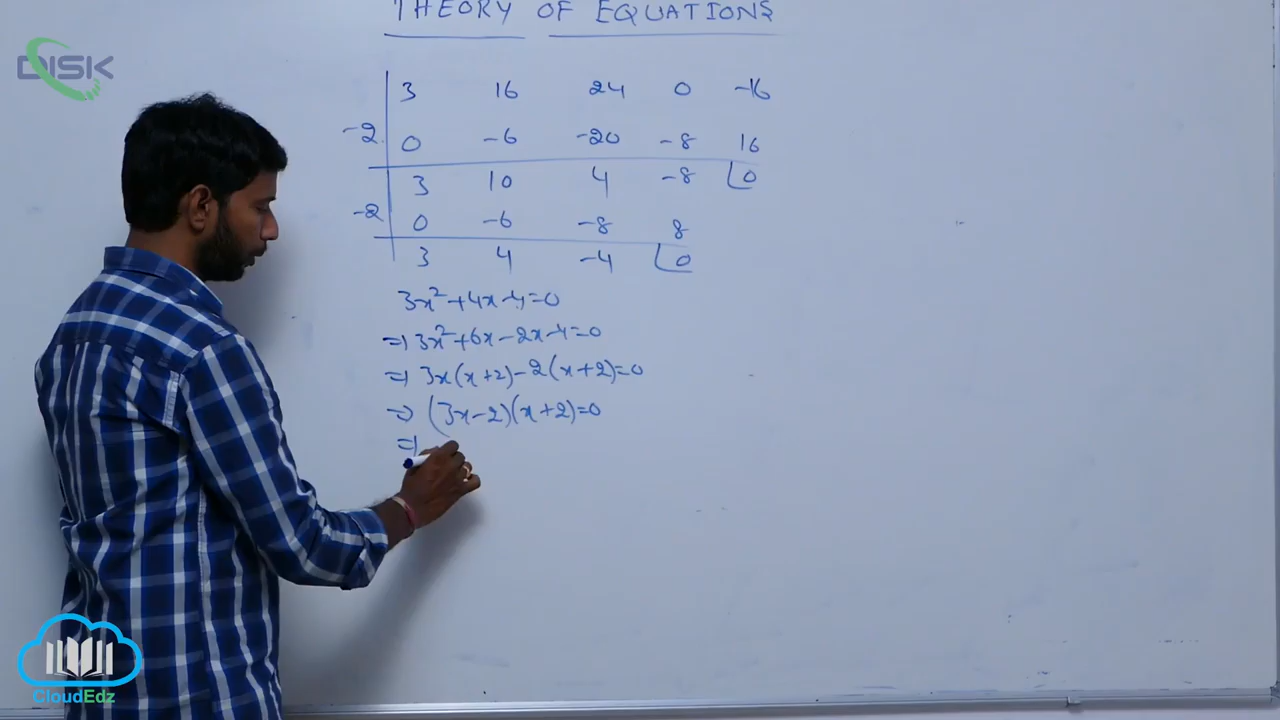 THEORY OF EQUATIONS
DISK
3 16 24 0 -16
-2 0 -6 -20 -8 16
3 10 4 -8 0
-2 0 -6 -8 8
3 4 -4 0
3x²+4x-4=0
⇒ 3x²+6x-2x-4=0
⇒ 3x(x+2)-2(x+2)=0
⇒ (3x-2)(x+2)=0
⇒
CloudEdz